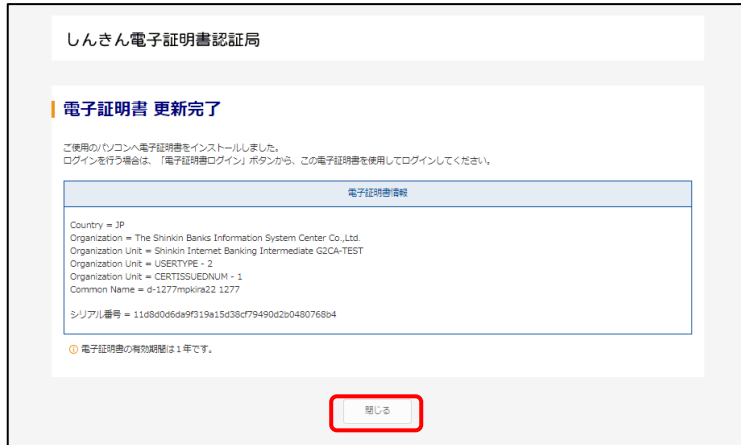 しんきん電子証明書認証局
電子証明書 更新完了
ご使用のパソコンへ電子証明書をインストールしました。
ログインを行う場合は、「電子証明書ログイン」ボタンから、この電子証明書を使用してログインしてください。
電子証明書情報
Country = JP
Organization = The Shinkin Banks Information System Center Co.,Ltd.
Organization Unit = Shinkin Internet Banking Intermediate G2CA-TEST
Organization Unit = USERTYPE - 2
Organization Unit = CERTISSUEDNUM - 1
Common Name = d-1277mpkira22 1277
シリアル番号 = 11d8d0d6da9f319a15d38cf79490d2b0480768b4
電子証明書の有効期間は1年です。
閉じる